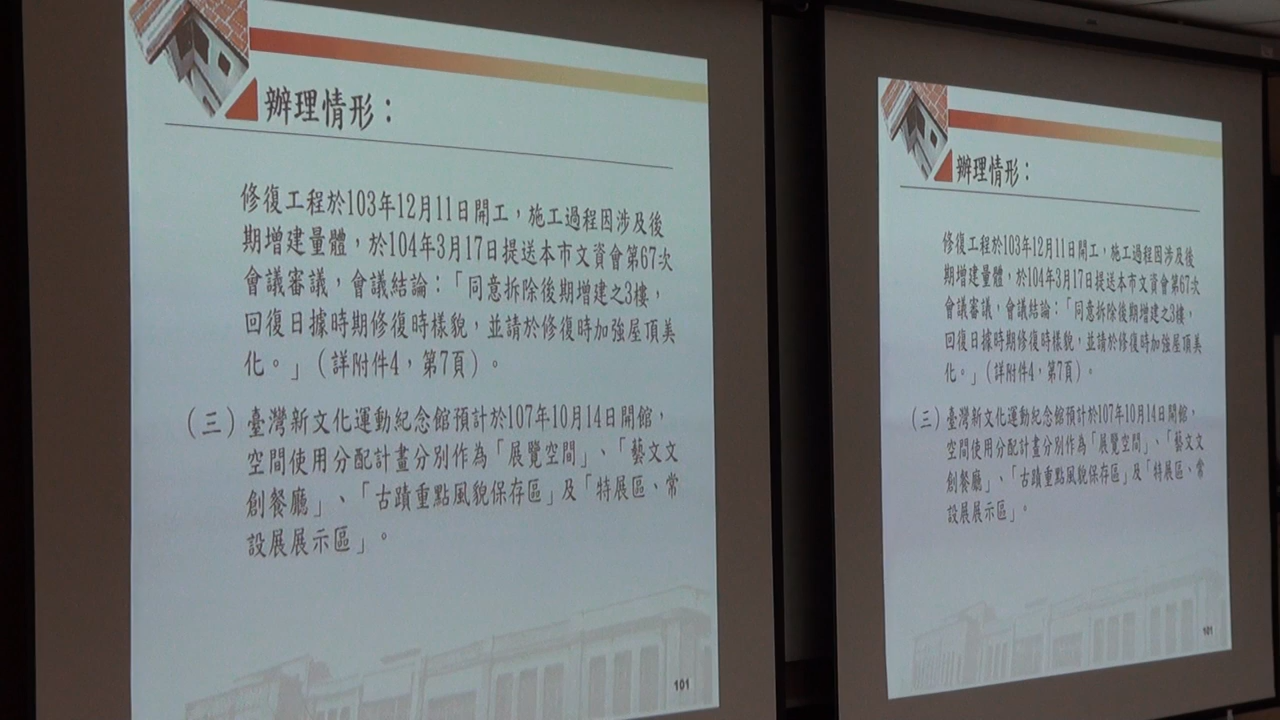 辦理情形：
修復工程於103年12月11日開工，施工過程因涉及後
期增建量體，於104年3月17日提送本市文資會第67次
會議審議，會議結論：「同意拆除後期增建之3樓，
回復日據時期修復時樣貌，並請於修復時加強屋頂美
化。」（詳附件4，第7頁）。
（三）臺灣新文化運動紀念館預計於107年10月14日開館，
空間使用分配計畫分別作為「展覽空間」、「藝文文
創餐廳」、「古蹟重點風貌保存區」及「特展區、常
設展展示區」。
101
辦理情形：
修復工程於103年12月11日開工，施工過程因涉及後
期增建量體，於104年3月17日提送本市文資會第67次
會議審議，會議結論：「同意拆除後期增建之3樓，
回復日據時期修復時樣貌，並請於修復時加強屋頂美
化。」（詳附件4，第7頁）。
（三）臺灣新文化運動紀念館預計於107年10月14日開館，
空間使用分配計畫分別作為「展覽空間」、「藝文文
創餐廳」、「古蹟重點風貌保存區」及「特展區、常
設展展示區」。
101